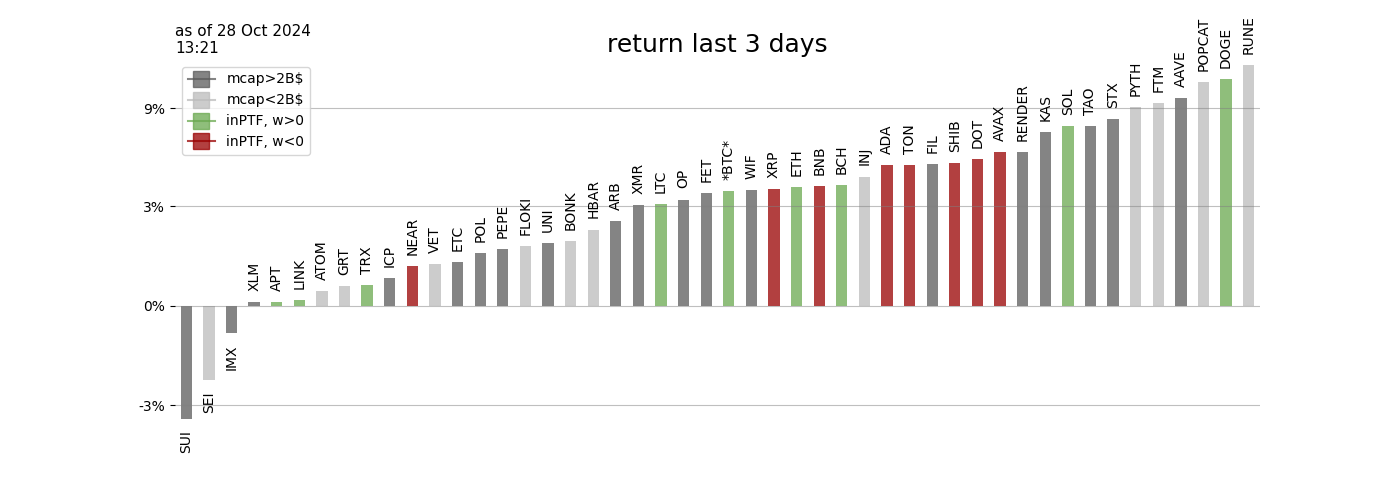 as of 28 Oct 2024
13:21
return last 3 days
mcap>2B$
mcap<2B$
inPTF, w>0
inPTF, w<0
9%
3%
0%
-3%
SUI
SEI
IMX
XLM
APT
LINK
ATOM
GRT
TRX
ICP
NEAR
VET
ETC
POL
PEPE
FLOKI
UNI
BONK
HBAR
ARB
XMR
LTC
OP
FET
*BTC*
WIF
XRP
ETH
BNB
BCH
INJ
ADA
TON
FIL
SHIB
DOT
AVAX
RENDER
KAS
SOL
TAO
STX
PYTH
FTM
AAVE
POPCAT
DOGE
RUNE